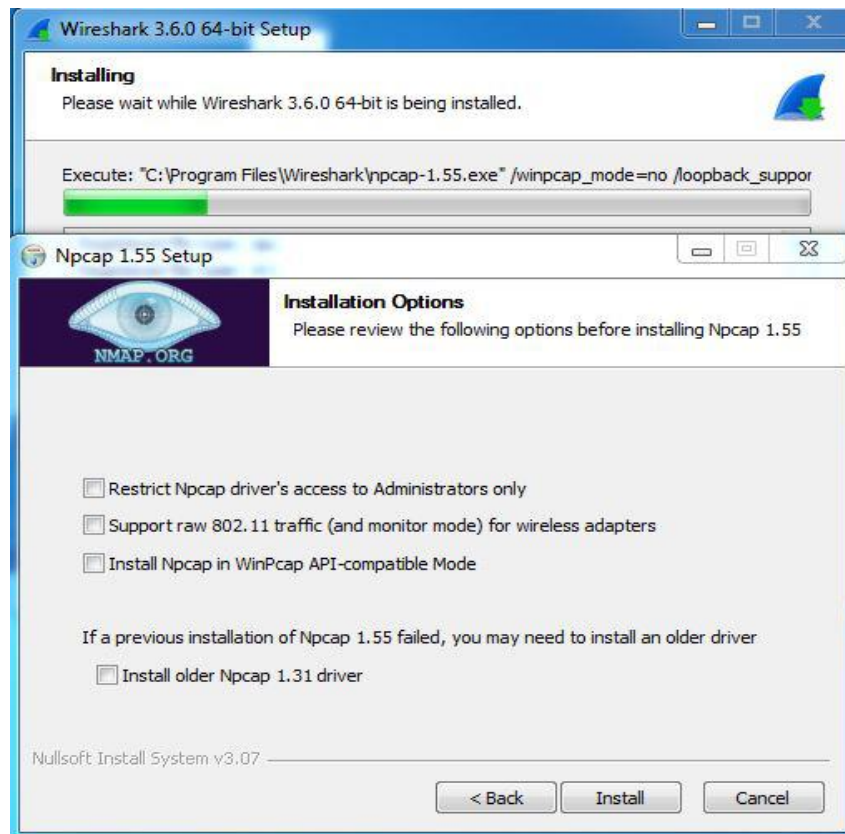 Wireshark 3.6.0 64-bit Setup
Installing
Please wait while Wireshark 3.6.0 64-bit is being installed.
Execute: "C:\Program Files\Wireshark\npcap-1.55.exe" /winpcap_mode=no /loopback_suppor
Npcap 1.55 Setup
NMAP.ORG
Installation Options
Please review the following options before installing Npcap 1.55
Restrict Npcap driver's access to Administrators only
Support raw 802.11 traffic (and monitor mode) for wireless adapters
Install Npcap in WinPcap API-compatible Mode
If a previous installation of Npcap 1.55 failed, you may need to install an older driver
Install older Npcap 1.31 driver
Nullsoft Install System v3.07
< Back
Install
Cancel